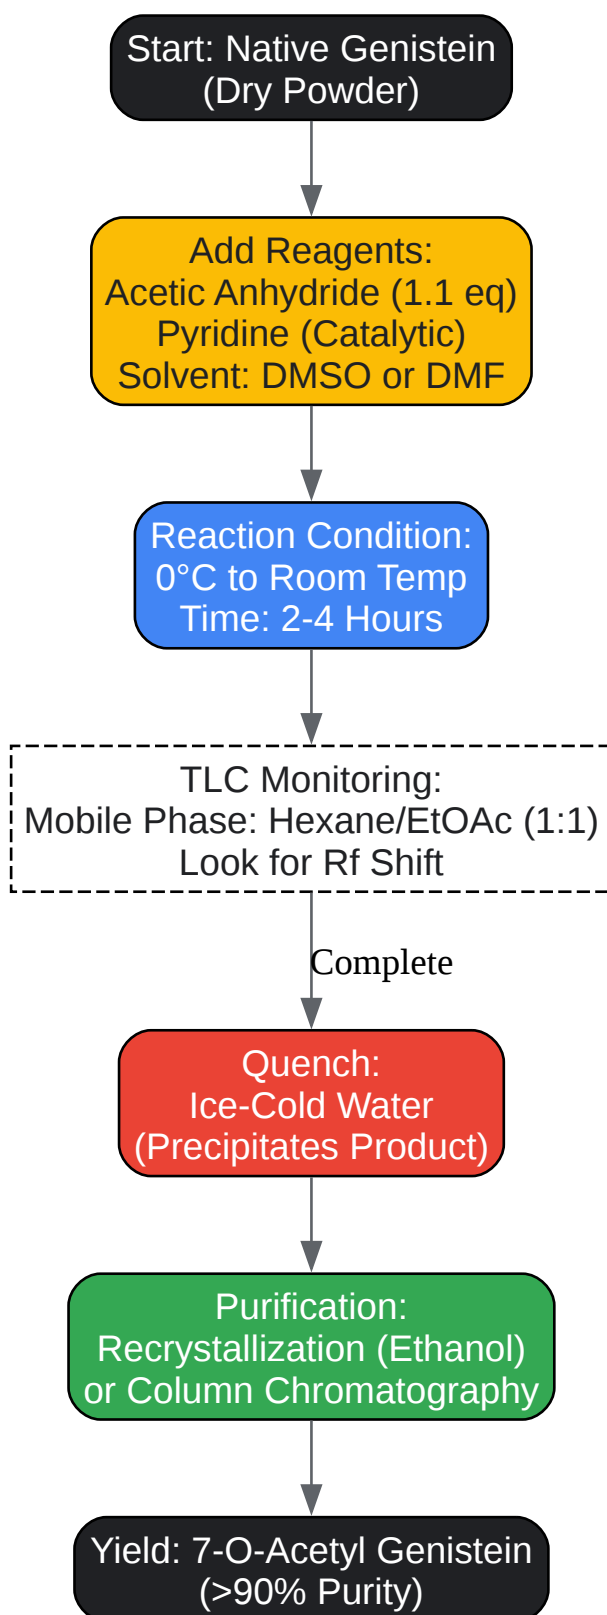 Start: Native Genistein
(Dry Powder)
Add Reagents:
Acetic Anhydride (1.1 eq)
Pyridine (Catalytic)
Solvent: DMSO or DMF
Reaction Condition:
0°C to Room Temp
Time: 2-4 Hours
TLC Monitoring:
Mobile Phase: Hexane/EtOAc (1:1)
Look for Rf Shift
Complete
Quench:
Ice-Cold Water
(Precipitates Product)
Purification:
Recrystallization (Ethanol)
or Column Chromatography
Yield: 7-O-Acetyl Genistein
(>90% Purity)